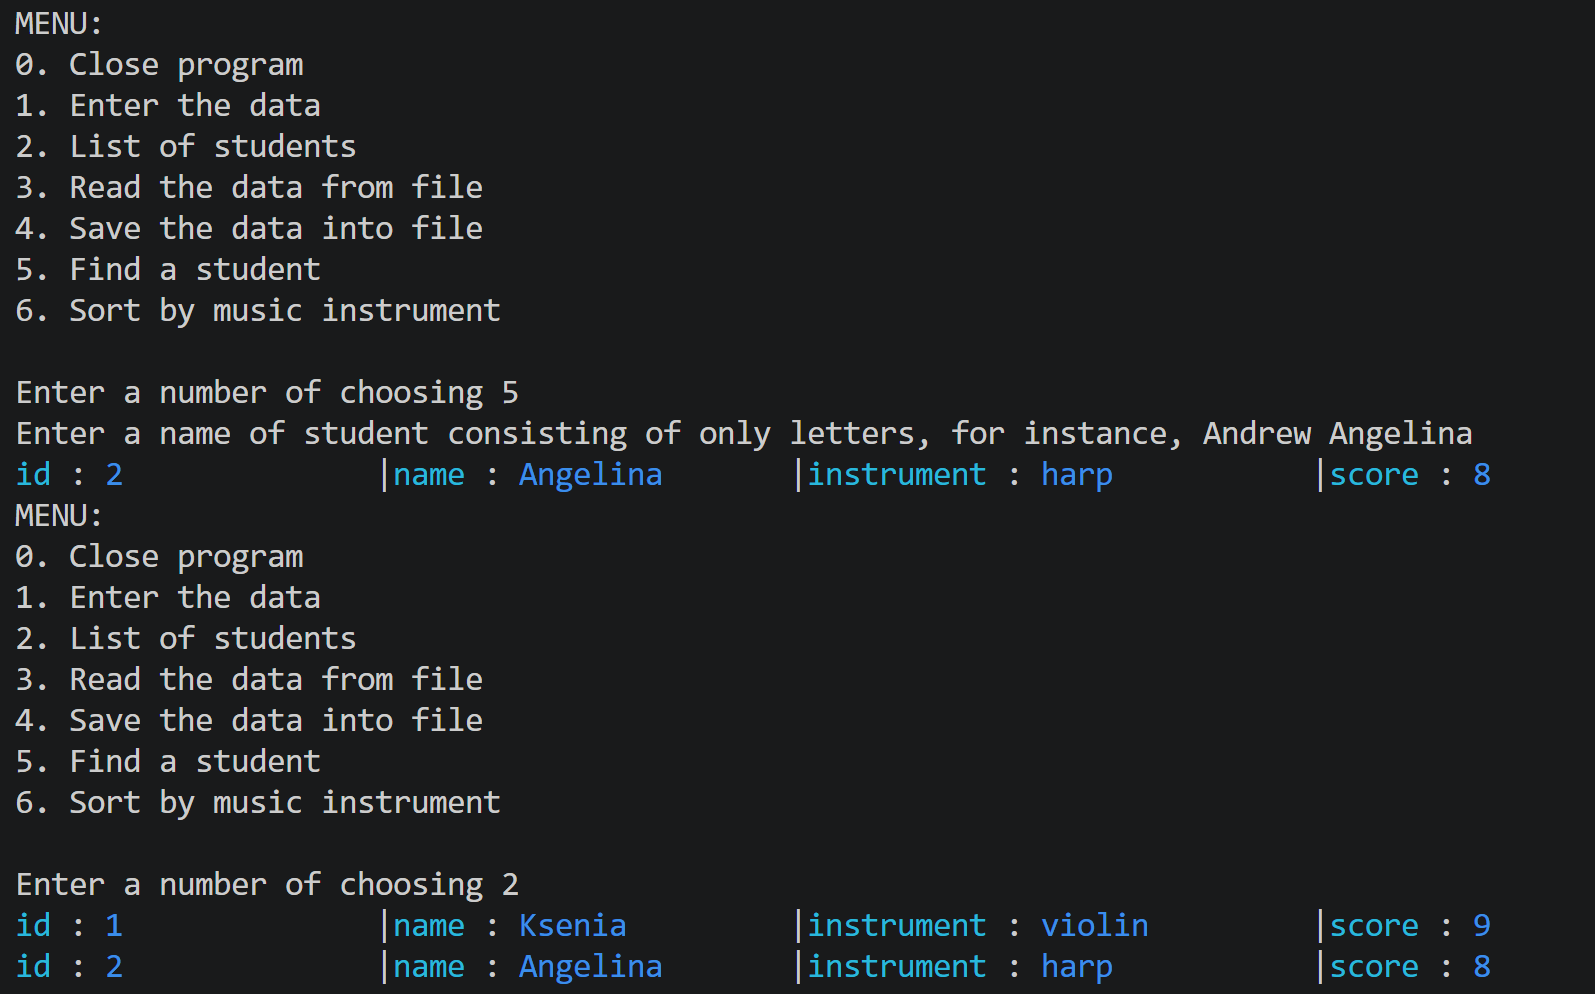 MENU:
0. Close program
1. Enter the data
2. List of students
3. Read the data from file
4. Save the data into file
5. Find a student
6. Sort by music instrument
Enter a number of choosing 5
Enter a name of student consisting of only letters, for instance, Andrew Angelina
id : 2 |name : Angelina |instrument : harp |score : 8
MENU:
0. Close program
1. Enter the data
2. List of students
3. Read the data from file
4. Save the data into file
5. Find a student
6. Sort by music instrument
Enter a number of choosing 2
id : 1 |name : Ksenia |instrument : violin |score : 9
id : 2 |name : Angelina |instrument : harp |score : 8